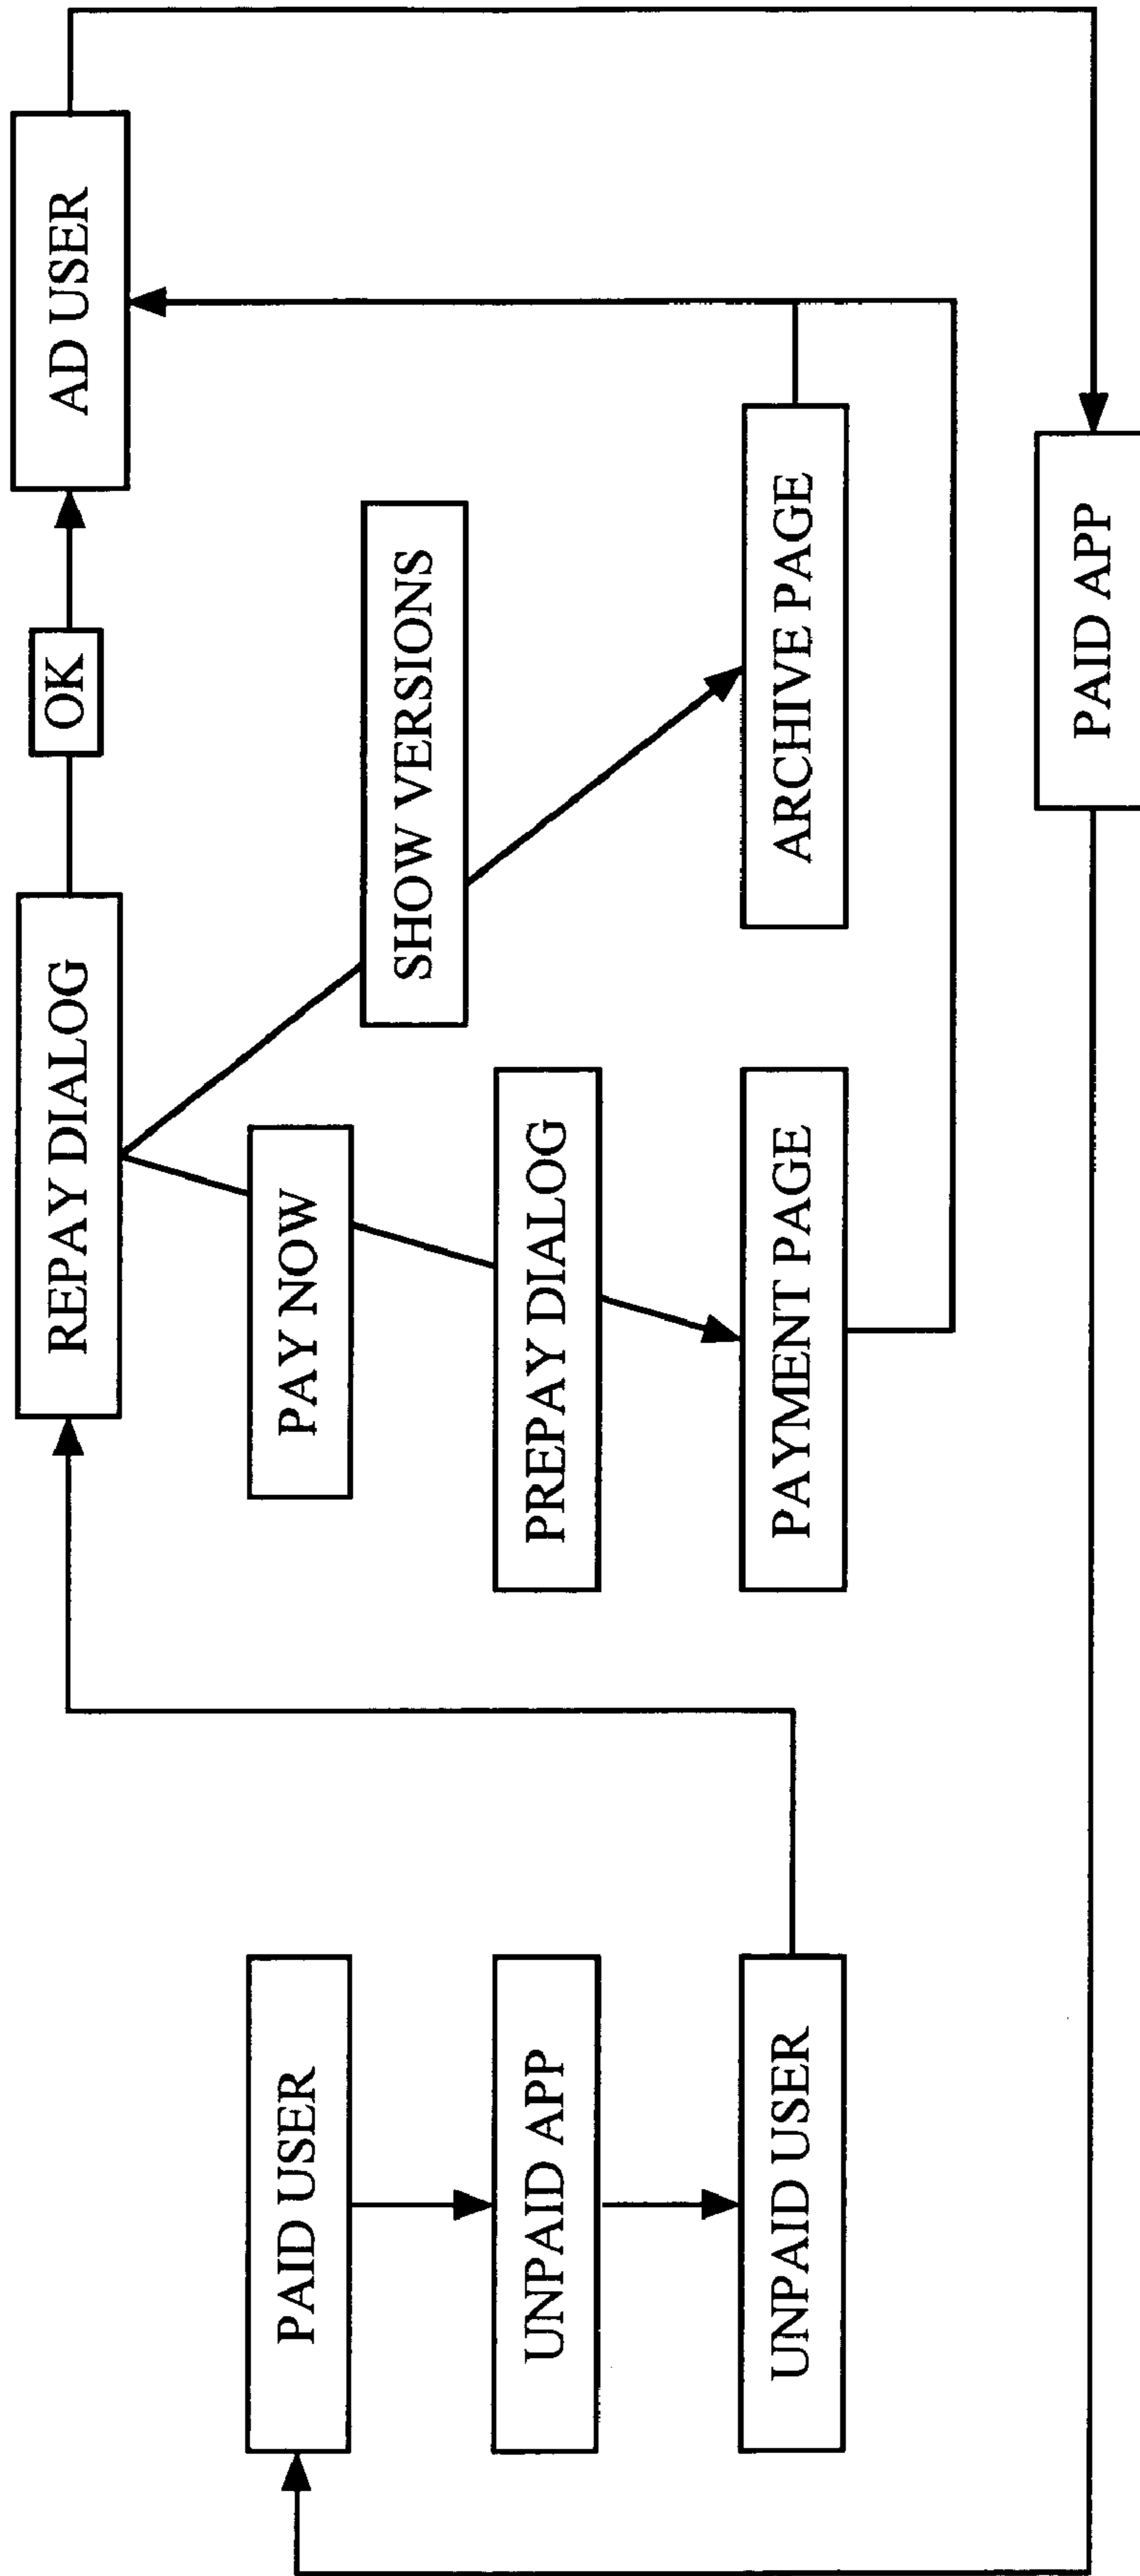 REPAY DIALOG
OK
AD USER
PAID USER
PAY NOW
SHOW VERSIONS
UNPAID APP
PREPAY DIALOG
UNPAID USER
PAYMENT PAGE
ARCHIVE PAGE
PAID APP